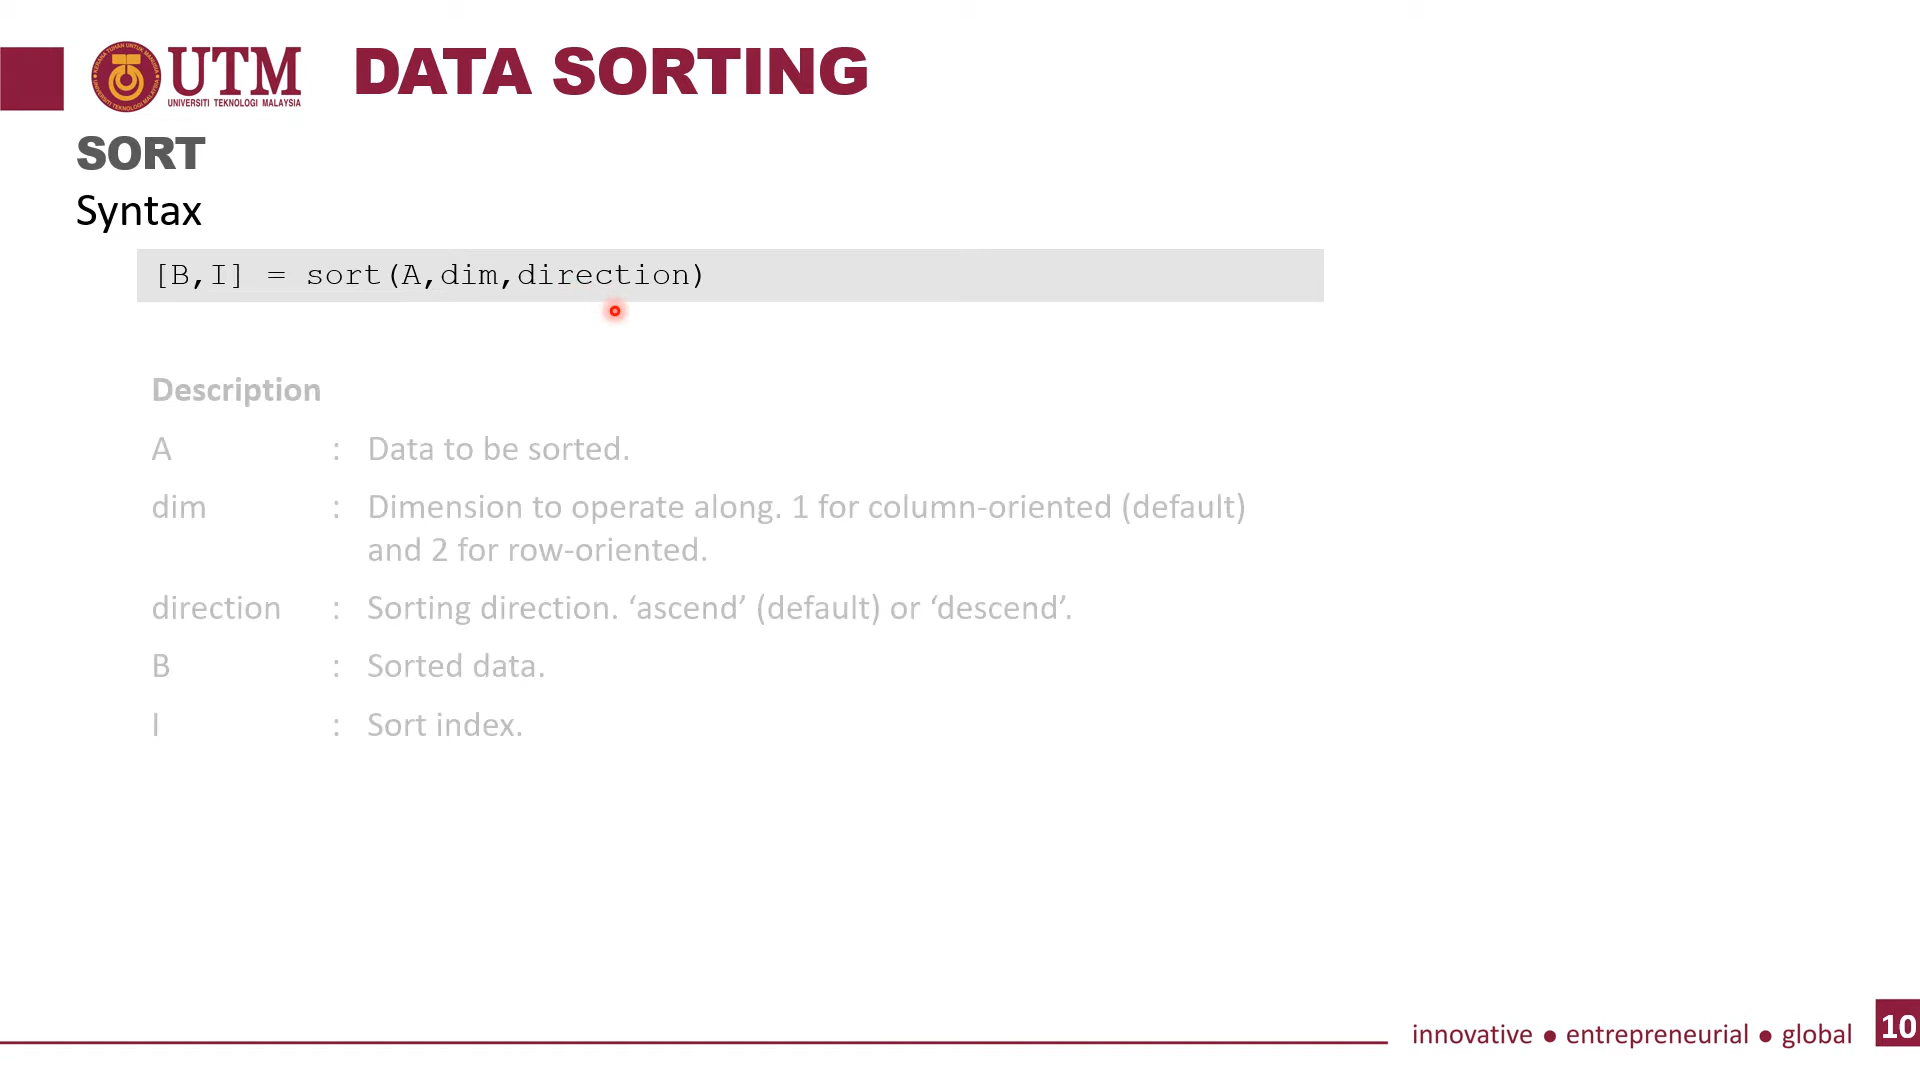 UTM
UNIVERSITI TEKNOLOGI MALAYSIA
DATA SORTING
SORT
Syntax
[B,I] = sort(A,dim,direction)
Description
A : Data to be sorted.
dim : Dimension to operate along. 1 for column-oriented (default)
and 2 for row-oriented.
direction : Sorting direction. ‘ascend’ (default) or ‘descend’.
B : Sorted data.
I : Sort index.
innovative ● entrepreneurial ● global
10